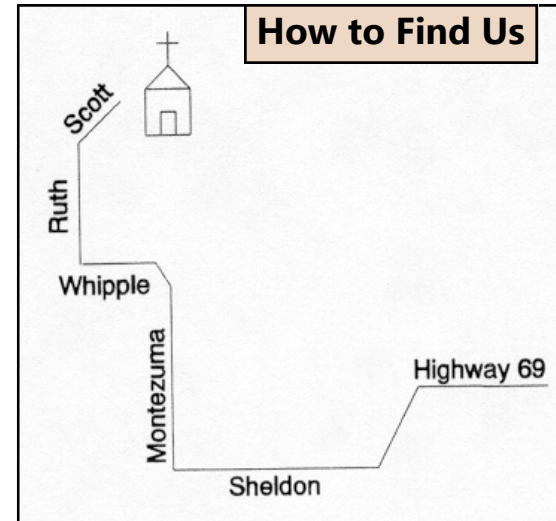 How to Find Us
Scott
Ruth
Whipple
Montezuma
Highway 69
Sheldon